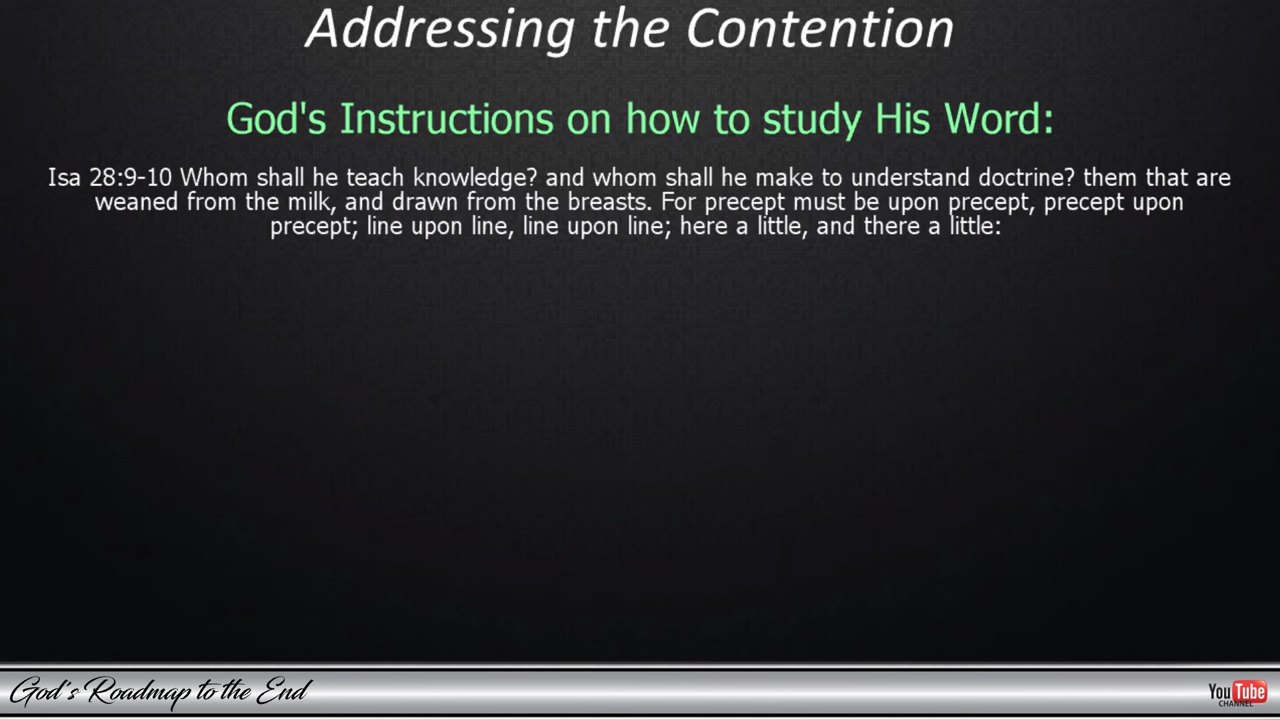 Addressing the Contention
God's Instructions on how to study His Word:
Isa 28:9-10 Whom shall he teach knowledge? and whom shall he make to understand doctrine? them that are
weaned from the milk, and drawn from the breasts. For precept must be upon precept, precept upon
precept; line upon line, line upon line; here a little, and there a little:
God's Roadmap to the End
YouTube
CHANNEL